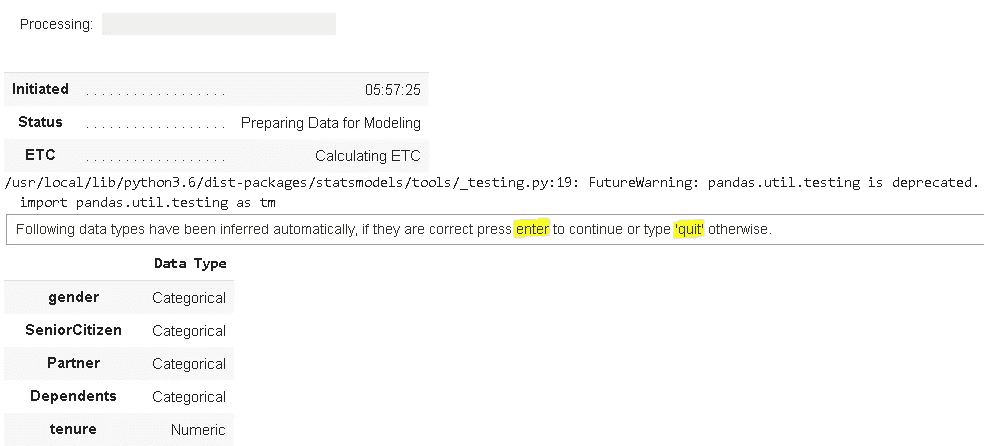 Processing:
Initiated . . . . . . . . . . . . . . . . . . 05:57:25
Status . . . . . . . . . . . . . . . . . . Preparing Data for Modeling
ETC . . . . . . . . . . . . . . . . . . Calculating ETC
/usr/local/lib/python3.6/dist-packages/statsmodels/tools/_testing.py:19: FutureWarning: pandas.util.testing is deprecated.
import pandas.util.testing as tm
Following data types have been inferred automatically, if they are correct press enter to continue or type 'quit' otherwise.
Data Type
gender Categorical
SeniorCitizen Categorical
Partner Categorical
Dependents Categorical
tenure Numeric